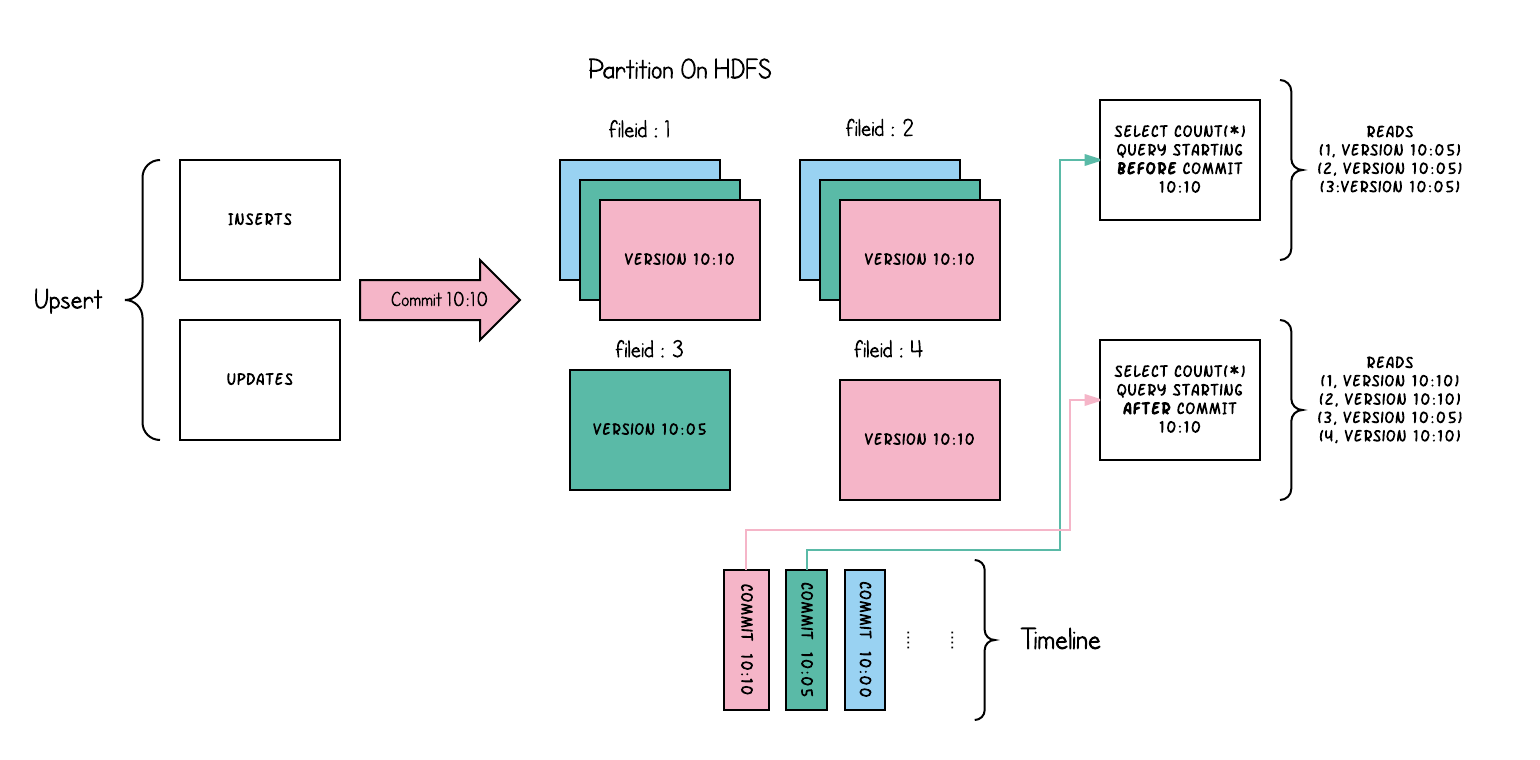 Partition On HDFS
fileid : 1
fileid : 2
Upsert
INSERTS
UPDATES
Commit 10:10
VERSION 10:10
VERSION 10:10
fileid : 3
fileid : 4
VERSION 10:05
VERSION 10:10
SELECT COUNT(*)
QUERY STARTING
BEFORE COMMIT
10:10
READS
(1, VERSION 10:05)
(2, VERSION 10:05)
(3:VERSION 10:05)
SELECT COUNT(*)
QUERY STARTING
AFTER COMMIT
10:10
READS
(1, VERSION 10:10)
(2, VERSION 10:10)
(3, VERSION 10:05)
(4, VERSION 10:10)
COMMIT 10:10
COMMIT 10:05
COMMIT 10:00
Timeline